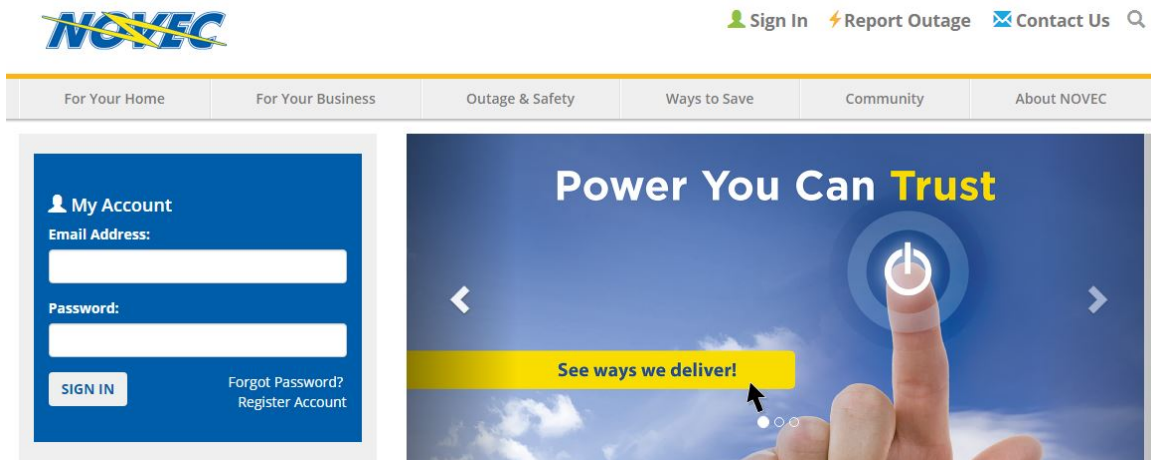 NOVEC
Sign In Report Outage Contact Us
For Your Home For Your Business Outage & Safety Ways to Save Community About NOVEC
My Account
Email Address:
Password:
SIGN IN
Forgot Password?
Register Account
Power You Can Trust
See ways we deliver!